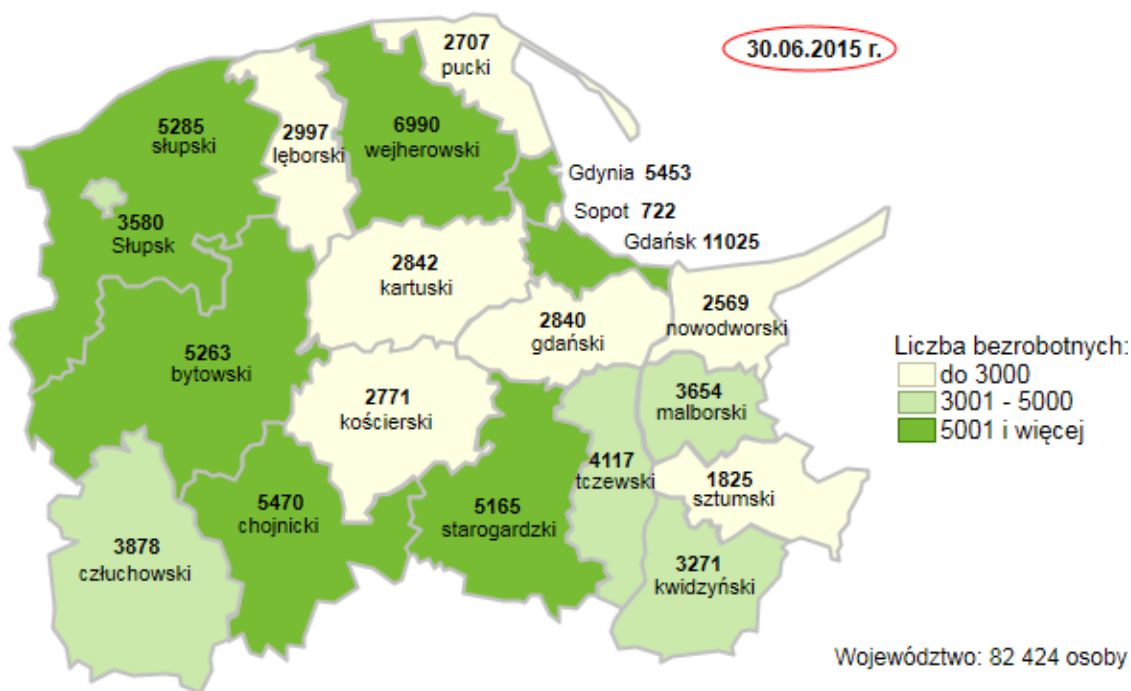 30.06.2015 r.
2707
pucki
5285
słupski
2997
lęborski
6990
wejherowski
Gdynia 5453
Sopot 722
Gdańsk 11025
3580
Słupsk
2842
kartuski
2569
nowodworski
2840
gdański
5263
bytowski
2771
kościerski
3654
malborski
4117
tczewski
1825
sztumski
5470
chojnicki
5165
starogardzki
3878
człuchowski
3271
kwidzyński
Liczba bezrobotnych:
do 3000
3001 - 5000
5001 i więcej
Województwo: 82 424 osoby